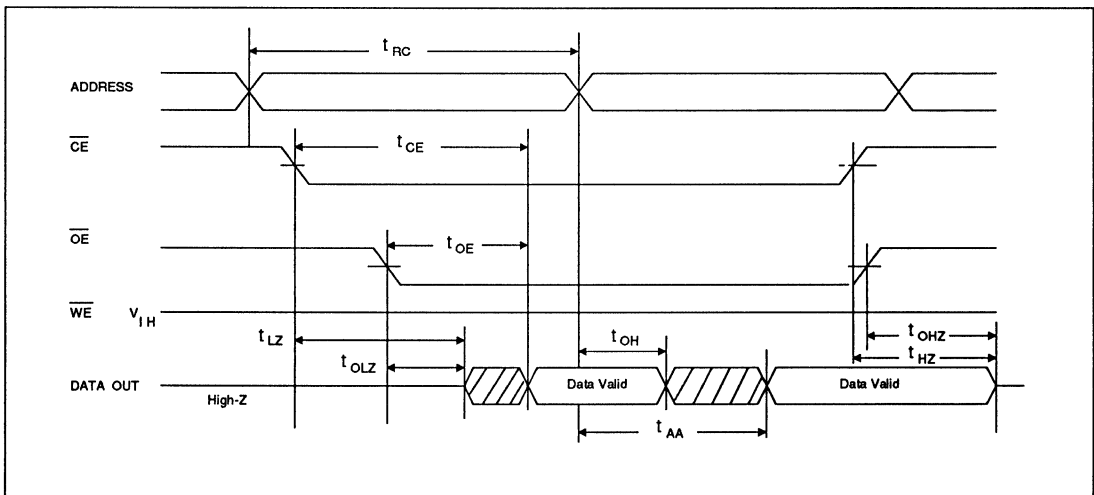 t RC
ADDRESS
CE
t CE
OE
t OE
WE V IH
t LZ
t OH
t OHZ
t HZ
t OLZ
DATA OUT
High-Z
Data Valid
Data Valid
t AA